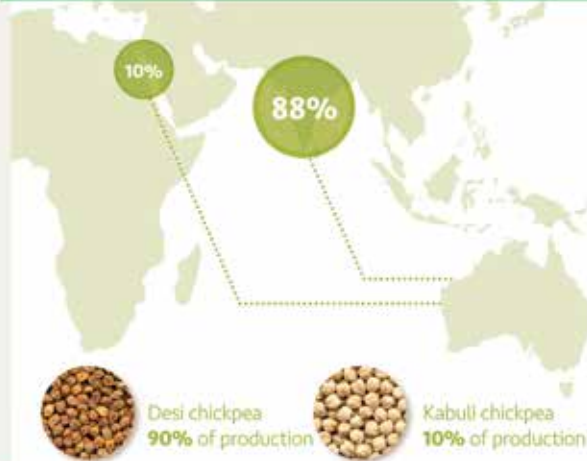 10%
88%
Desi chickpea
90% of production
Kabuli chickpea
10% of production